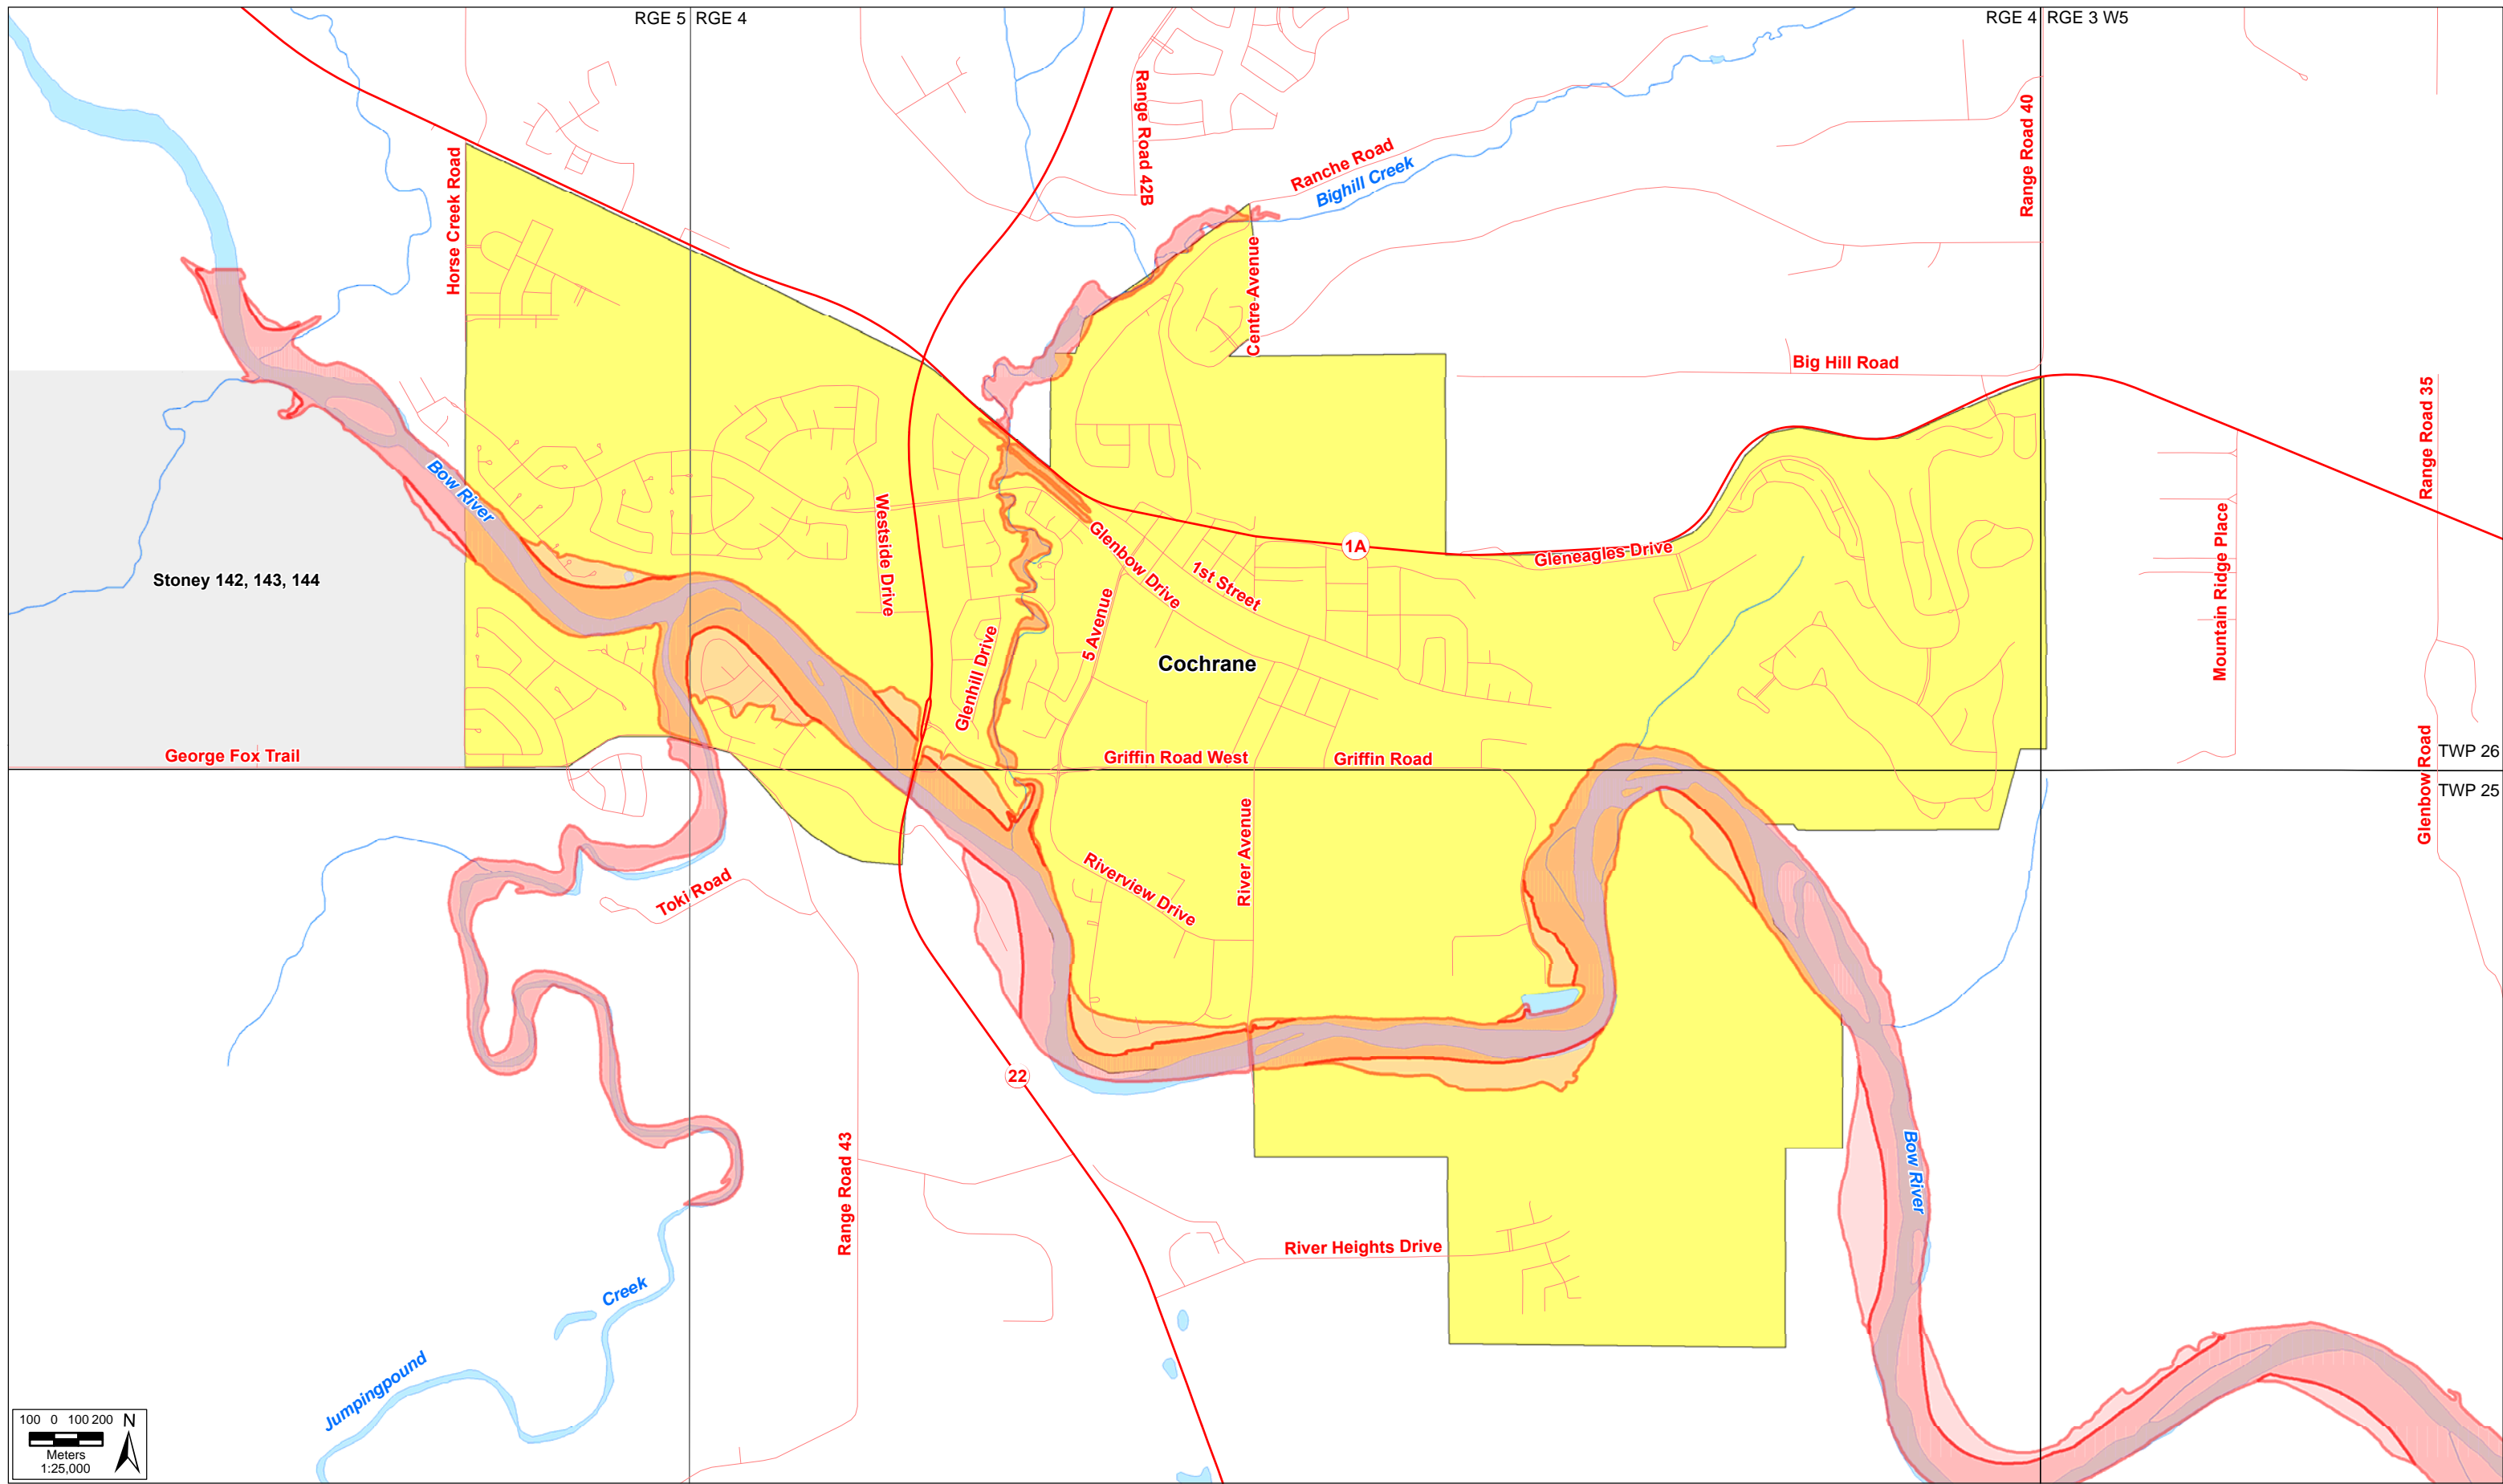 RGE 5 RGE 4
RGE 4 RGE 3 W5
Range Road 42B
Range Road 40
Horse Creek Road
Ranche Road
Bighill Creek
Centre Avenue
Big Hill Road
Range Road 35
Bow River
Westside Drive
Glenbow Drive
1A
Gleneagles Drive
1st Street
Mountain Ridge Place
Stoney 142, 143, 144
5 Avenue
Glenhill Drive
Cochrane
George Fox Trail
Griffin Road West
Griffin Road
TWP 26
TWP 25
Glenbow Road
Toki Road
Riverview Drive
River Avenue
22
Range Road 43
Bow River
River Heights Drive
Jumpingpound
Creek
100 0 100 200 N
Meters
1:25,000